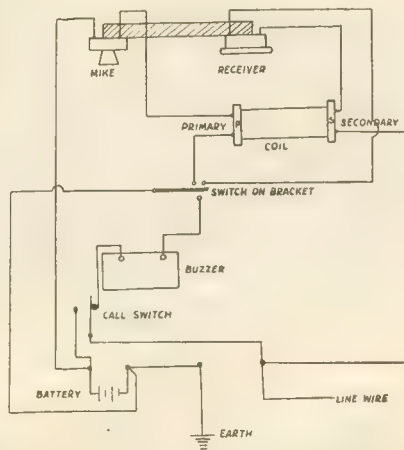 MIKE
RECEIVER
PRIMARY
P
S
SECONDARY
COIL
SWITCH ON BRACKET
BUZZER
CALL SWITCH
BATTERY
LINE WIRE
EARTH